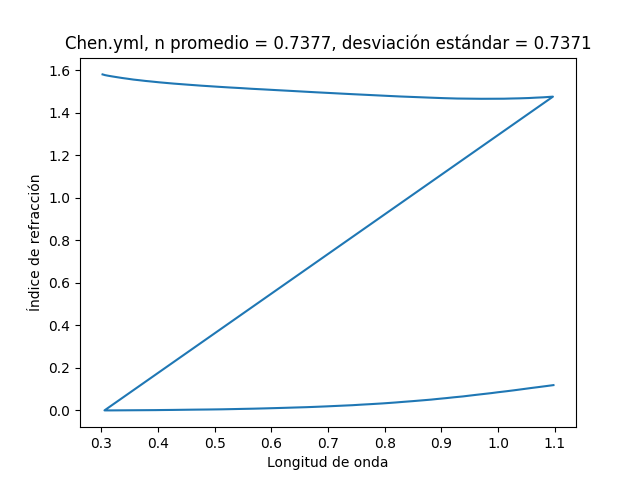 Chen.yml, n promedio = 0.7377, desviación estándar = 0.7371
1.6
1.4
1.2
1.0
0.8
0.6
0.4
0.2
0.0
Índice de refracción
0.3 0.4 0.5 0.6 0.7 0.8 0.9 1.0 1.1
Longitud de onda